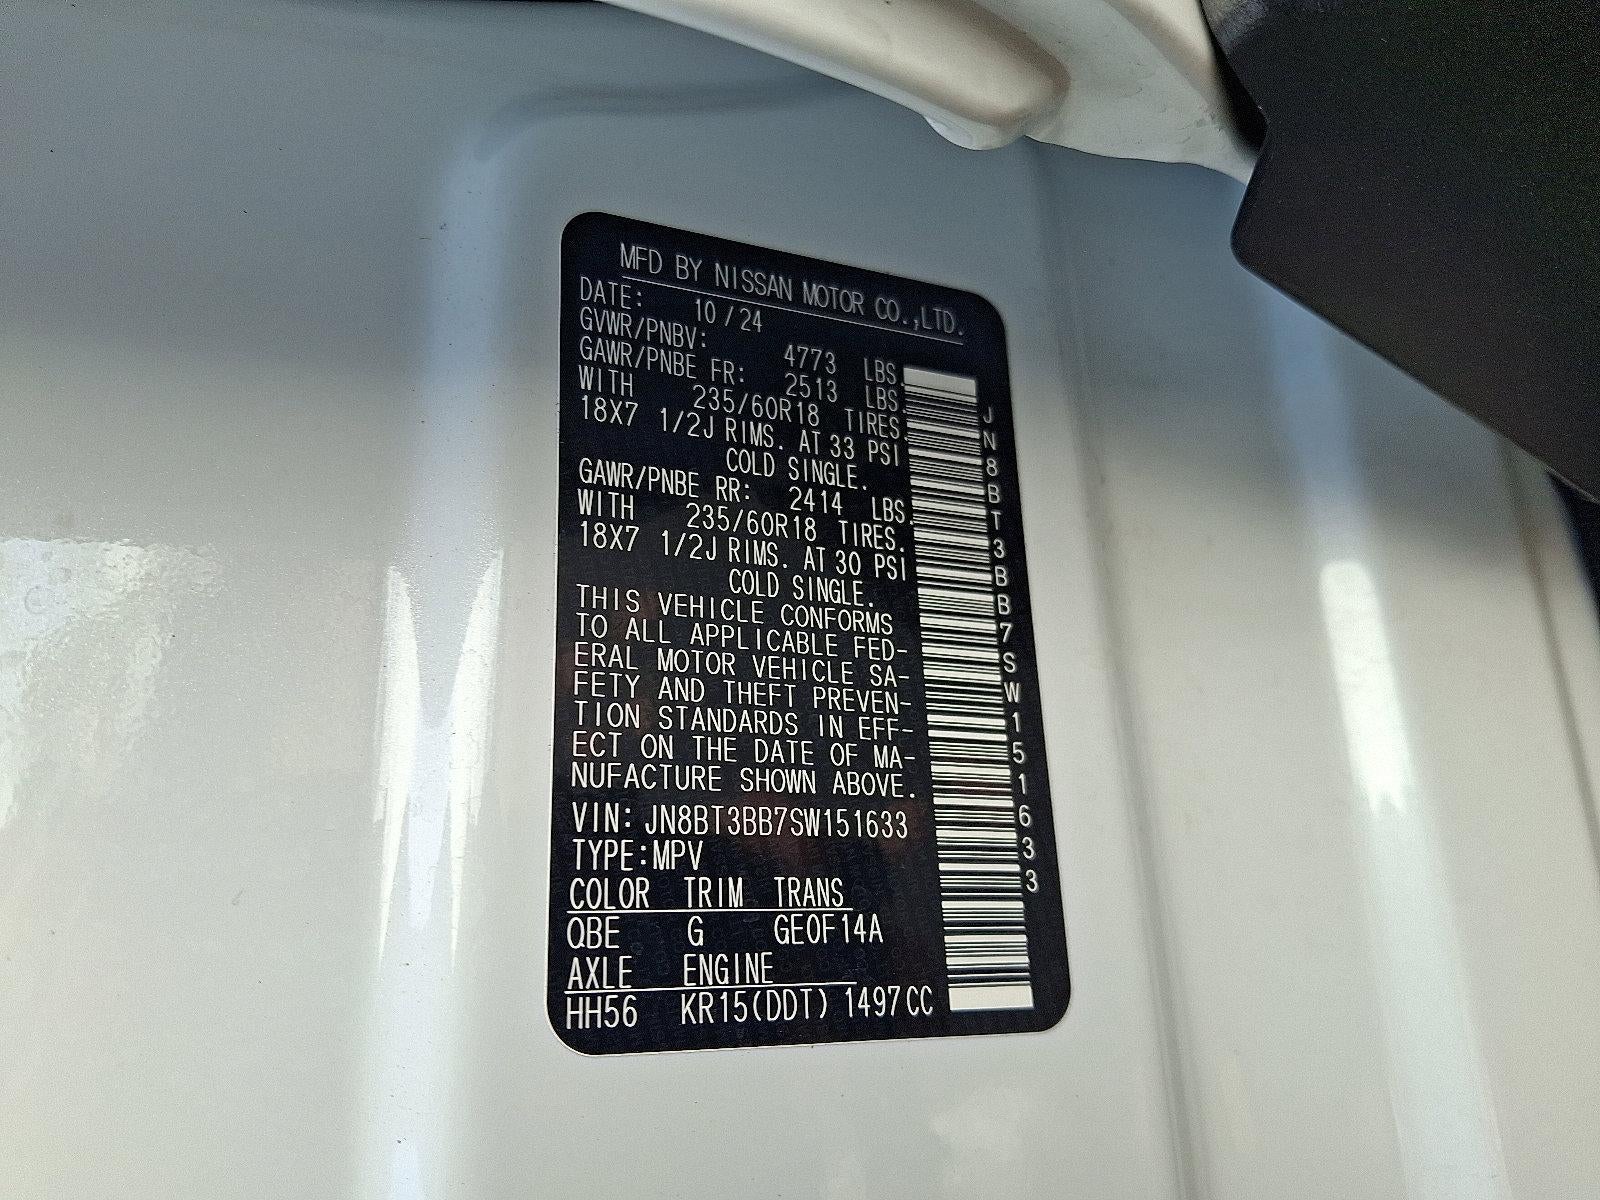 MFD BY NISSAN MOTOR CO.,LTD.
DATE: 10/24
GVWR/PNBV: 4773 LBS.
GAWR/PNBE FR: 2513 LBS.
WITH 235/60R18 TIRES.
18X7 1/2J RIMS. AT 33 PSI
COLD SINGLE.
GAWR/PNBE RR: 2414 LBS.
WITH 235/60R18 TIRES.
18X7 1/2J RIMS. AT 30 PSI
COLD SINGLE.
THIS VEHICLE CONFORMS
TO ALL APPLICABLE FED-
ERAL MOTOR VEHICLE SA-
FETY AND THEFT PREVEN-
TION STANDARDS IN EFF-
ECT ON THE DATE OF MA-
NUFACTURE SHOWN ABOVE.
VIN: JN8BT3BB7SW151633
TYPE:MPV
COLOR TRIM TRANS
QBE G GE0F14A
AXLE ENGINE
HH56 KR15(DDT) 1497CC
JN8BT3BB7SW151633